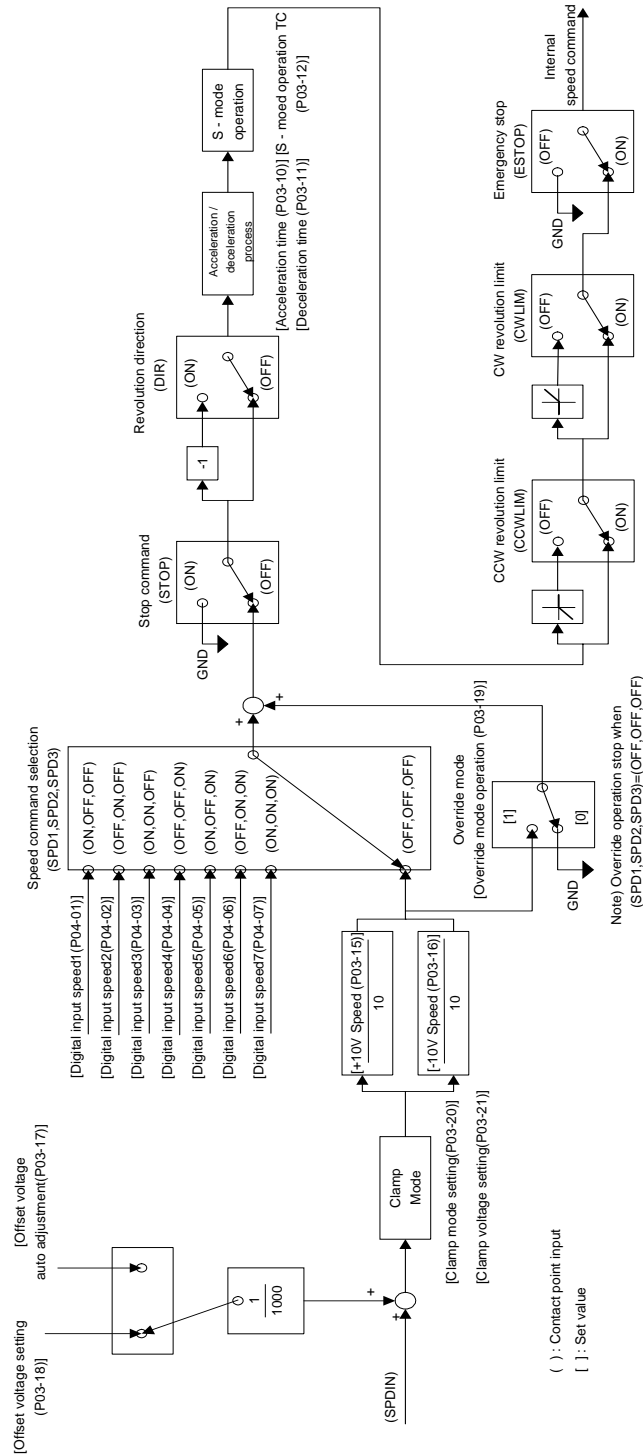 [Offset voltage setting
(P03-18)]
[Offset voltage
auto adjustment(P03-17)]
1
1000
(SPDIN)
+
+
Clamp
Mode
[Clamp mode setting(P03-20)]
[Clamp voltage setting(P03-21)]
[+10V Speed (P03-15)]
10
[-10V Speed (P03-16)]
10
[Digital input speed1(P04-01)]
[Digital input speed2(P04-02)]
[Digital input speed3(P04-03)]
[Digital input speed4(P04-04)]
[Digital input speed5(P04-05)]
[Digital input speed6(P04-06)]
[Digital input speed7(P04-07)]
Speed command selection
(SPD1,SPD2,SPD3)
(ON,OFF,OFF)
(OFF,ON,OFF)
(ON,ON,OFF)
(OFF,OFF,ON)
(ON,OFF,ON)
(OFF,ON,ON)
(ON,ON,ON)
(OFF,OFF,OFF)
+
+
Override mode
[Override mode operation (P03-19)]
[1]
[0]
GND
Note) Override operation stop when
(SPD1,SPD2,SPD3)=(OFF,OFF,OFF)
Stop command
(STOP)
(ON)
(OFF)
GND
-1
Revolution direction
(DIR)
(ON)
(OFF)
Acceleration /
deceleration
process
[Acceleration time (P03-10)]
[Deceleration time (P03-11)]
S - mode
operation
[S - moed operation TC
(P03-12)]
CCW revolution limit
(CCWLIM)
(OFF)
(ON)
CW revolution limit
(CWLIM)
(OFF)
(ON)
Emergency stop
(ESTOP)
(OFF)
(ON)
GND
Internal
speed command
( ) : Contact point input
[ ] : Set value